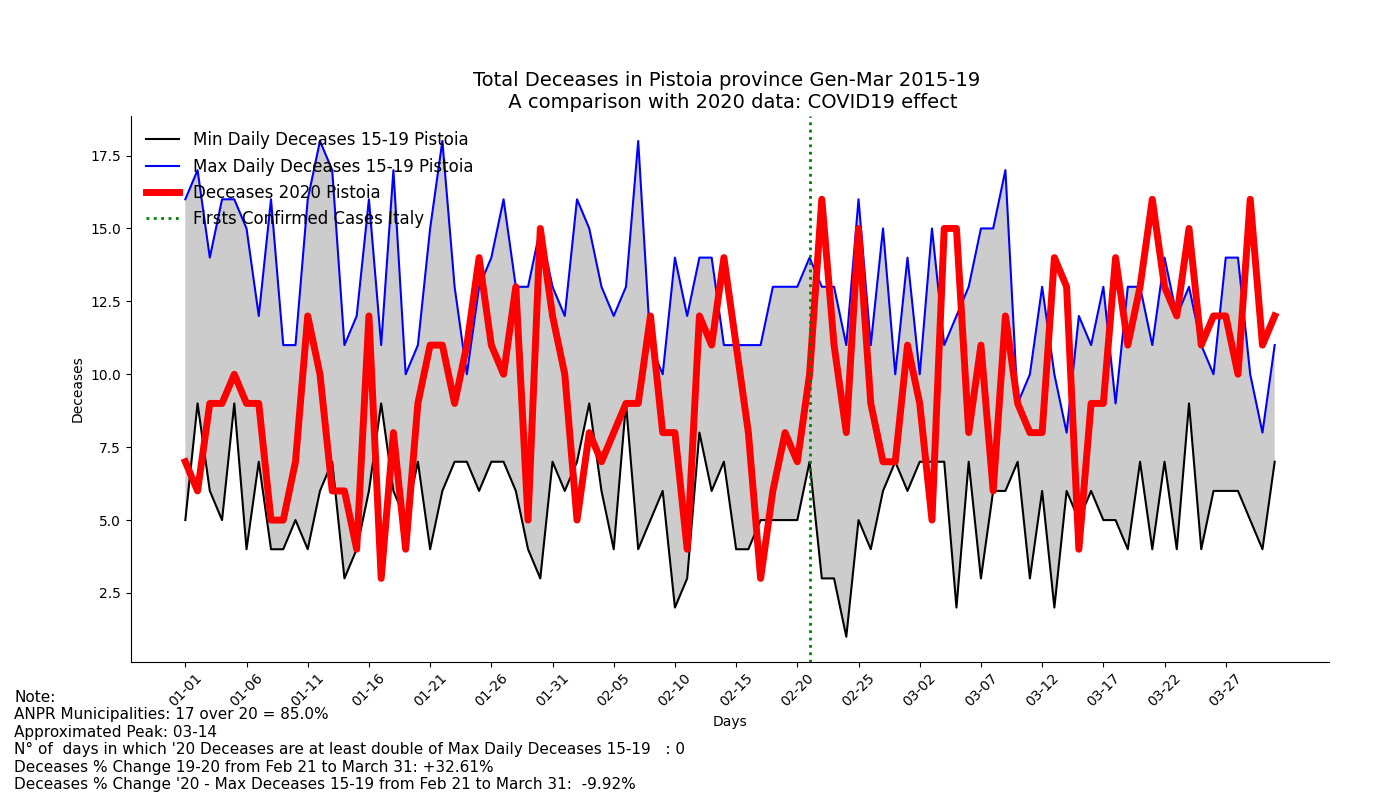 Total Deceases in Pistoia province Gen-Mar 2015-19
A comparison with 2020 data: COVID19 effect
Min Daily Deceases 15-19 Pistoia
Max Daily Deceases 15-19 Pistoia
Deceases 2020 Pistoia
Firsts Confirmed Cases Italy
17.5
15.0
12.5
10.0
7.5
5.0
2.5
Deceases
01-01
01-06
01-11
01-16
01-21
01-26
01-31
02-05
02-10
02-15
02-20
02-25
03-02
03-07
03-12
03-17
03-22
03-27
Days
Note:
ANPR Municipalities: 17 over 20 = 85.0%
Approximated Peak: 03-14
N° of  days in which '20 Deceases are at least double of Max Daily Deceases 15-19   : 0
Deceases % Change 19-20 from Feb 21 to March 31: +32.61%
Deceases % Change '20 - Max Deceases 15-19 from Feb 21 to March 31:  -9.92%